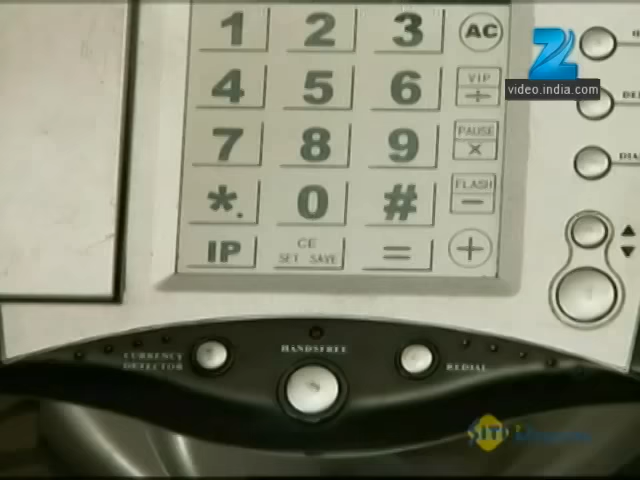 1 2 3 AC
4 5 6 VIP ÷
7 8 9 PAUSE ×
*. 0 # FLASH −
IP CE SET SAVE = +
Z
video.india.com
HANDSFREE
CURRENCY DETECTOR
REDIAL
SITI